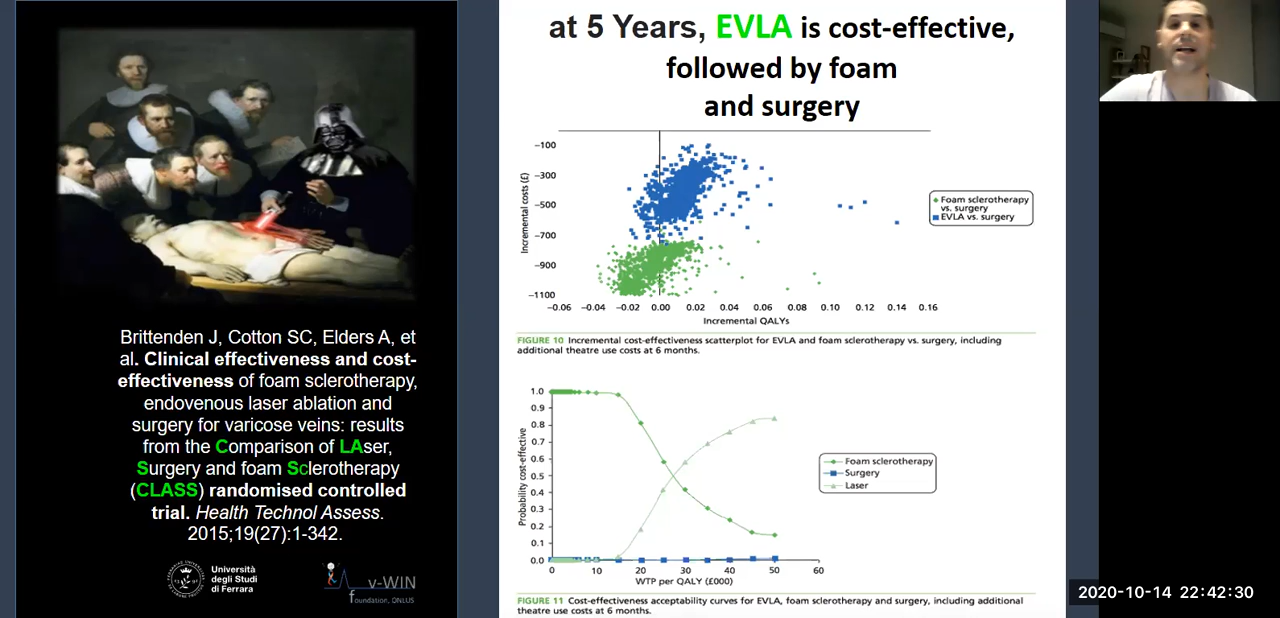 Brittenden J, Cotton SC, Elders A, et
al. Clinical effectiveness and cost-
effectiveness of foam sclerotherapy,
endovenous laser ablation and
surgery for varicose veins: results
from the Comparison of LAser,
Surgery and foam Sclerotherapy
(CLASS) randomised controlled
trial. Health Technol Assess.
2015;19(27):1-342.
Università
degli Studi
di Ferrara
v-WIN
foundation, ONLUS
at 5 Years, EVLA is cost-effective,
followed by foam
and surgery
Incremental costs (£)
−100
−300
−500
−700
−900
−1100
−0.06 −0.04 −0.02 0.00 0.02 0.04 0.06 0.08 0.10 0.12 0.14 0.16
Incremental QALYs
Foam sclerotherapy
vs. surgery
EVLA vs. surgery
FIGURE 10 Incremental cost-effectiveness scatterplot for EVLA and foam sclerotherapy vs. surgery, including
additional theatre use costs at 6 months.
Probability cost-effective
1.0
0.9
0.8
0.7
0.6
0.5
0.4
0.3
0.2
0.1
0.0
0 10 20 30 40 50 60
WTP per QALY (£000)
Foam sclerotherapy
Surgery
Laser
FIGURE 11 Cost-effectiveness acceptability curves for EVLA, foam sclerotherapy and surgery, including additional
theatre use costs at 6 months.
2020-10-14 22:42:30